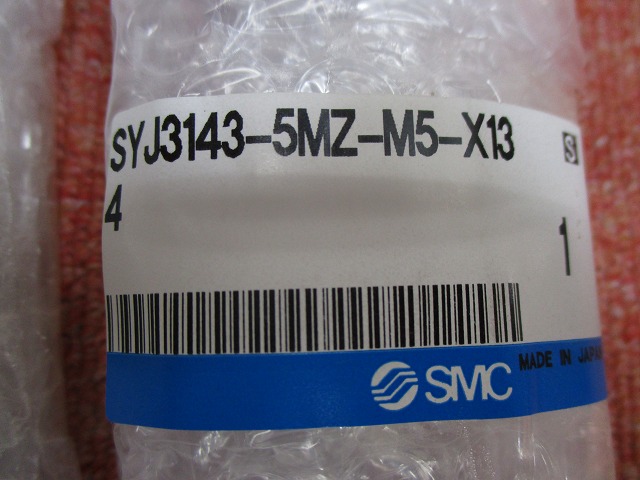 SYJ3143-5MZ-M5-X13 S
4
1
MADE IN JAPAN
SMC